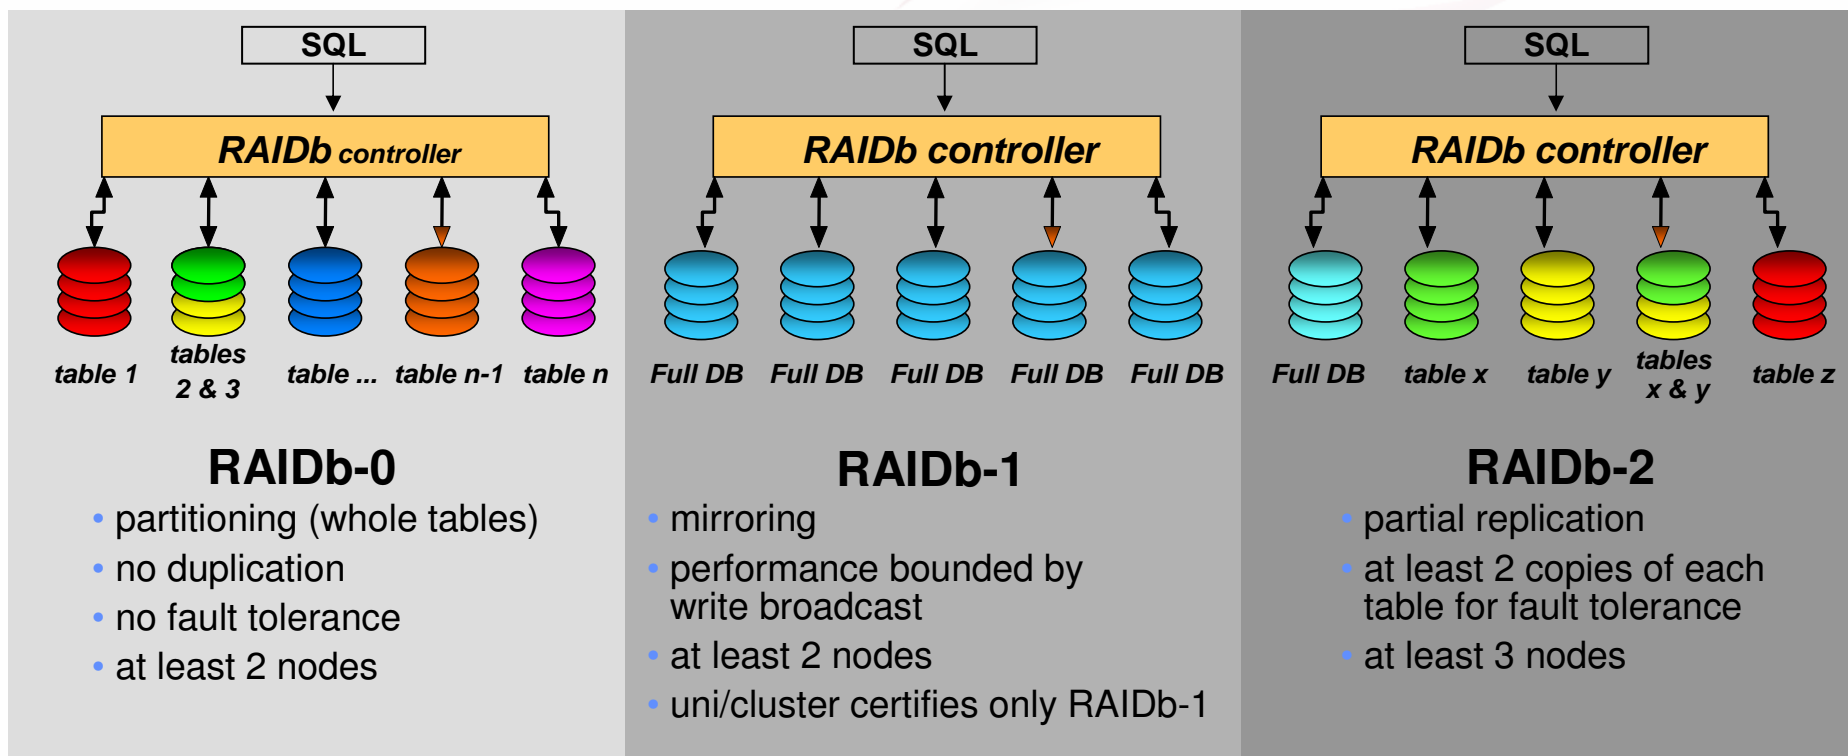 SQL
RAIDb controller
table 1
tables
2 & 3
table ...
table n-1
table n
RAIDb-0
• partitioning (whole tables)
• no duplication
• no fault tolerance
• at least 2 nodes
SQL
RAIDb controller
Full DB
Full DB
Full DB
Full DB
Full DB
RAIDb-1
• mirroring
• performance bounded by
write broadcast
• at least 2 nodes
• uni/cluster certifies only RAIDb-1
SQL
RAIDb controller
Full DB
table x
table y
tables
x & y
table z
RAIDb-2
• partial replication
• at least 2 copies of each
table for fault tolerance
• at least 3 nodes